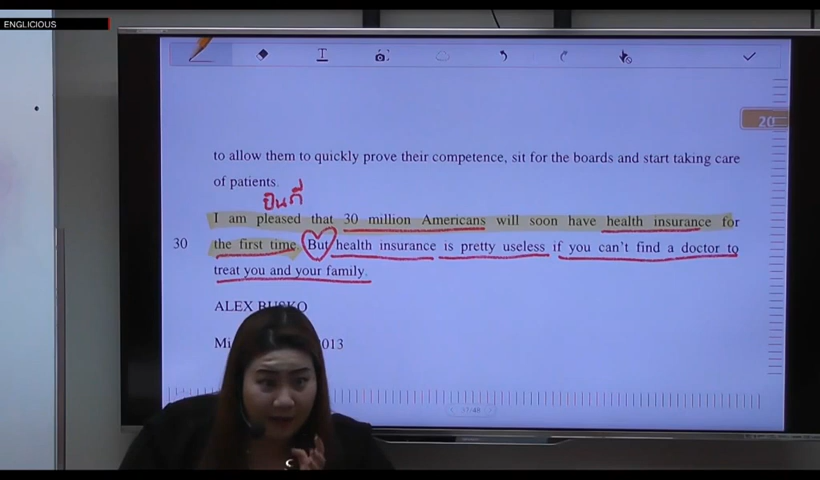 ENGLICIOUS
20
to allow them to quickly prove their competence, sit for the boards and start taking care
of patients.
ยินดี
I am pleased that 30 million Americans will soon have health insurance for
30 the first time. But health insurance is pretty useless if you can't find a doctor to
treat you and your family.
ALEX BUSKO
2013
37/49